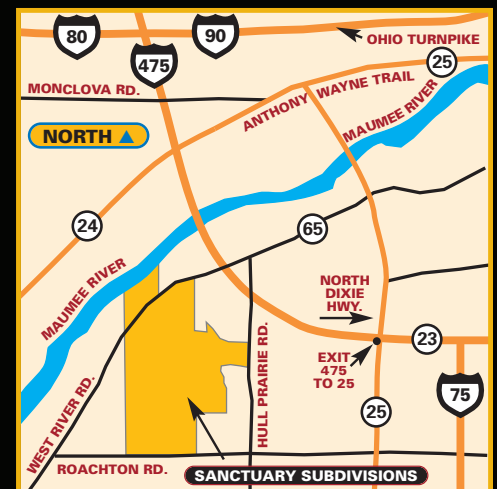 80
90
OHIO TURNPIKE
475
25
MONCLOVA RD.
ANTHONY WAYNE TRAIL
MAUMEE RIVER
NORTH
24
65
MAUMEE RIVER
NORTH
DIXIE
HWY.
HULL PRAIRIE RD.
23
EXIT
475
TO 25
75
25
WEST RIVER RD.
ROACHTON RD.
SANCTUARY SUBDIVISIONS